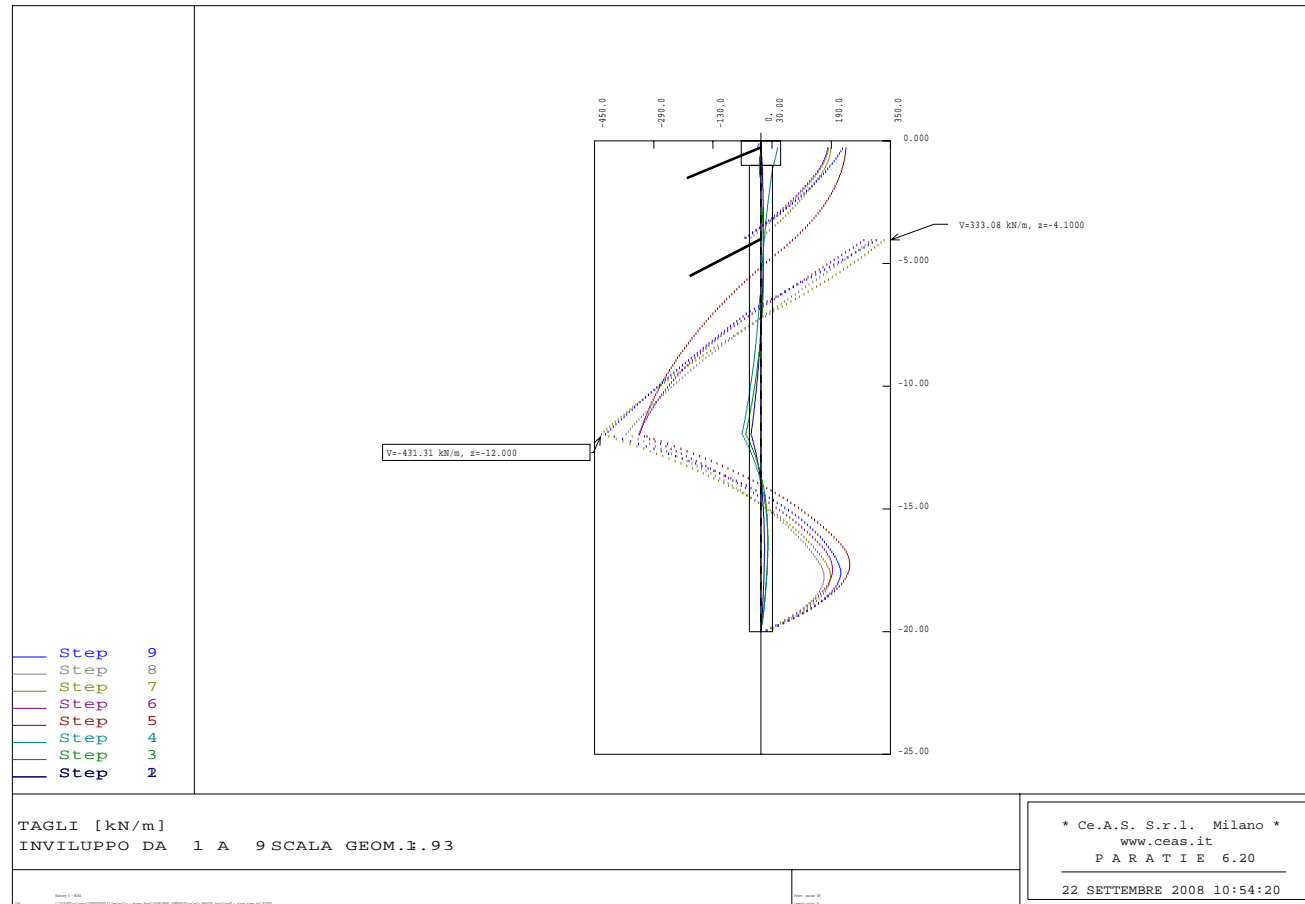 -450.0
-290.0
-130.0
0.
30.00
190.0
350.0
0.000
V=333.08 kN/m, z=-4.1000
-5.000
-10.00
V=-431.31 kN/m, z=-12.000
-15.00
-20.00
-25.00
Step 9
Step 8
Step 7
Step 6
Step 5
Step 4
Step 3
Step
TAGLI [kN/m]
INVILUPPO DA 1 A 9 SCALA GEOM. 1.93
* Ce.A.S. S.r.l. Milano *
www.ceas.it
P A R A T I E 6.20
22 SETTEMBRE 2008 10:54:20